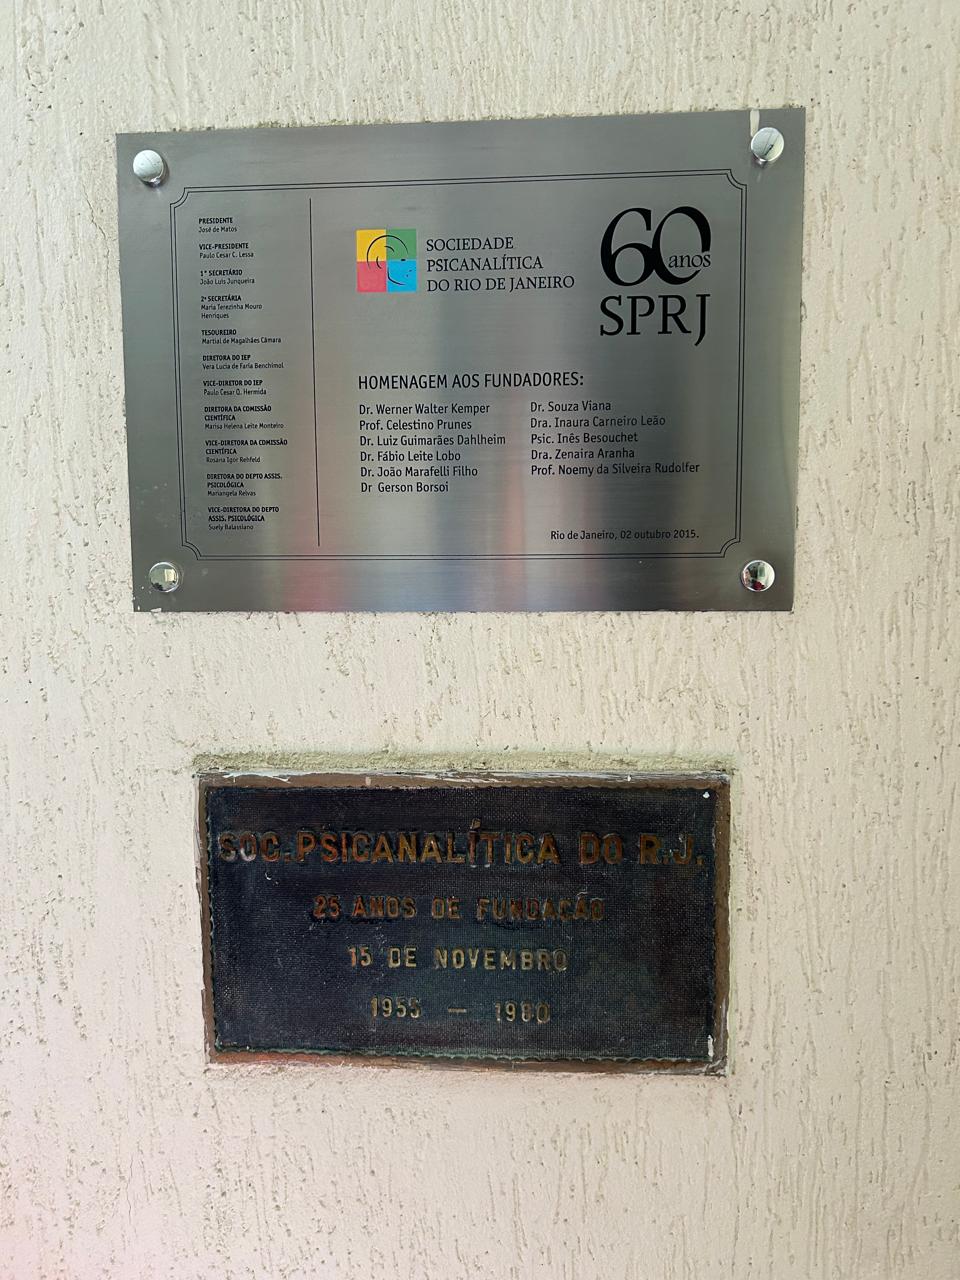 PRESIDENTE
José de Matos
VICE-PRESIDENTE
Paulo Cesar C. Lessa
1° SECRETÁRIO
João Luis Junqueira
2ª SECRETÁRIA
Maria Terezinha Mouro
Henriques
TESOUREIRO
Martial de Magalhães Câmara
DIRETORA DO IEP
Vera Lucia de Faria Benchimol
VICE-DIRETOR DO IEP
Paulo Cesar Q. Hermida
DIRETORA DA COMISSÃO
CIENTÍFICA
Marisa Helena Leite Monteiro
VICE-DIRETORA DA COMISSÃO
CIENTÍFICA
Rosana Igor Rehfeld
DIRETORA DO DEPTO ASSIS.
PSICOLÓGICA
Mariangela Relvas
VICE-DIRETORA DO DEPTO
ASSIS. PSICOLÓGICA
Suely Balassiano
SOCIEDADE
PSICANALÍTICA
DO RIO DE JANEIRO
60 anos
SPRJ
HOMENAGEM AOS FUNDADORES:
Dr. Werner Walter Kemper
Prof. Celestino Prunes
Dr. Luiz Guimarães Dahlheim
Dr. Fábio Leite Lobo
Dr. João Marafelli Filho
Dr Gerson Borsoi
Dr. Souza Viana
Dra. Inaura Carneiro Leão
Psic. Inês Besouchet
Dra. Zenaira Aranha
Prof. Noemy da Silveira Rudolfer
Rio de Janeiro, 02 outubro 2015.
SOC. PSICANALÍTICA DO R.J.
25 ANOS DE FUNDAÇÃO
15 DE NOVEMBRO
1955 — 1980